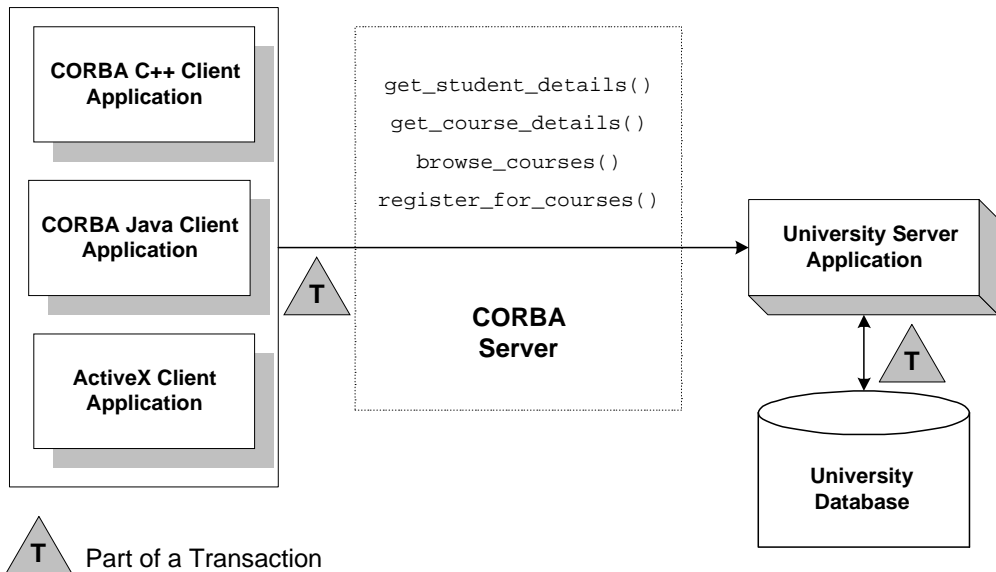 CORBA C++ Client
Application
CORBA Java Client
Application
ActiveX Client
Application
get_student_details()
get_course_details()
browse_courses()
register_for_courses()
T
CORBA
Server
University Server
Application
T
University
Database
T
Part of a Transaction